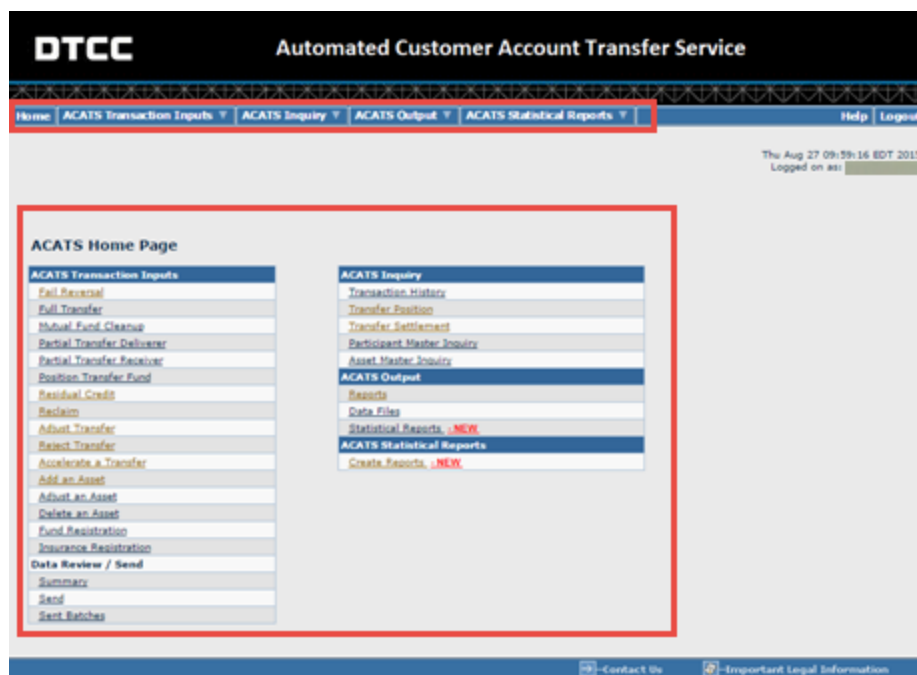 DTCC
Automated Customer Account Transfer Service
Home ACATS Transaction Inputs ACATS Inquiry ACATS Output ACATS Statistical Reports Help Logout
Thu Aug 27 09:59:16 EDT 2015
Logged on as:
ACATS Home Page
ACATS Transaction Inputs
Fail Reversal
Full Transfer
Mutual Fund Cleanup
Partial Transfer Deliverer
Partial Transfer Receiver
Position Transfer Fund
Residual Credit
Reclaim
Adjust Transfer
Reject Transfer
Accelerate a Transfer
Add an Asset
Adjust an Asset
Delete an Asset
Fund Registration
Insurance Registration
Data Review / Send
Summary
Send
Sent Batches
ACATS Inquiry
Transaction History
Transfer Position
Transfer Settlement
Participant Master Inquiry
Asset Master Inquiry
ACATS Output
Reports
Data Files
Statistical Reports NEW
ACATS Statistical Reports
Create Reports NEW
Contact Us Important Legal Information